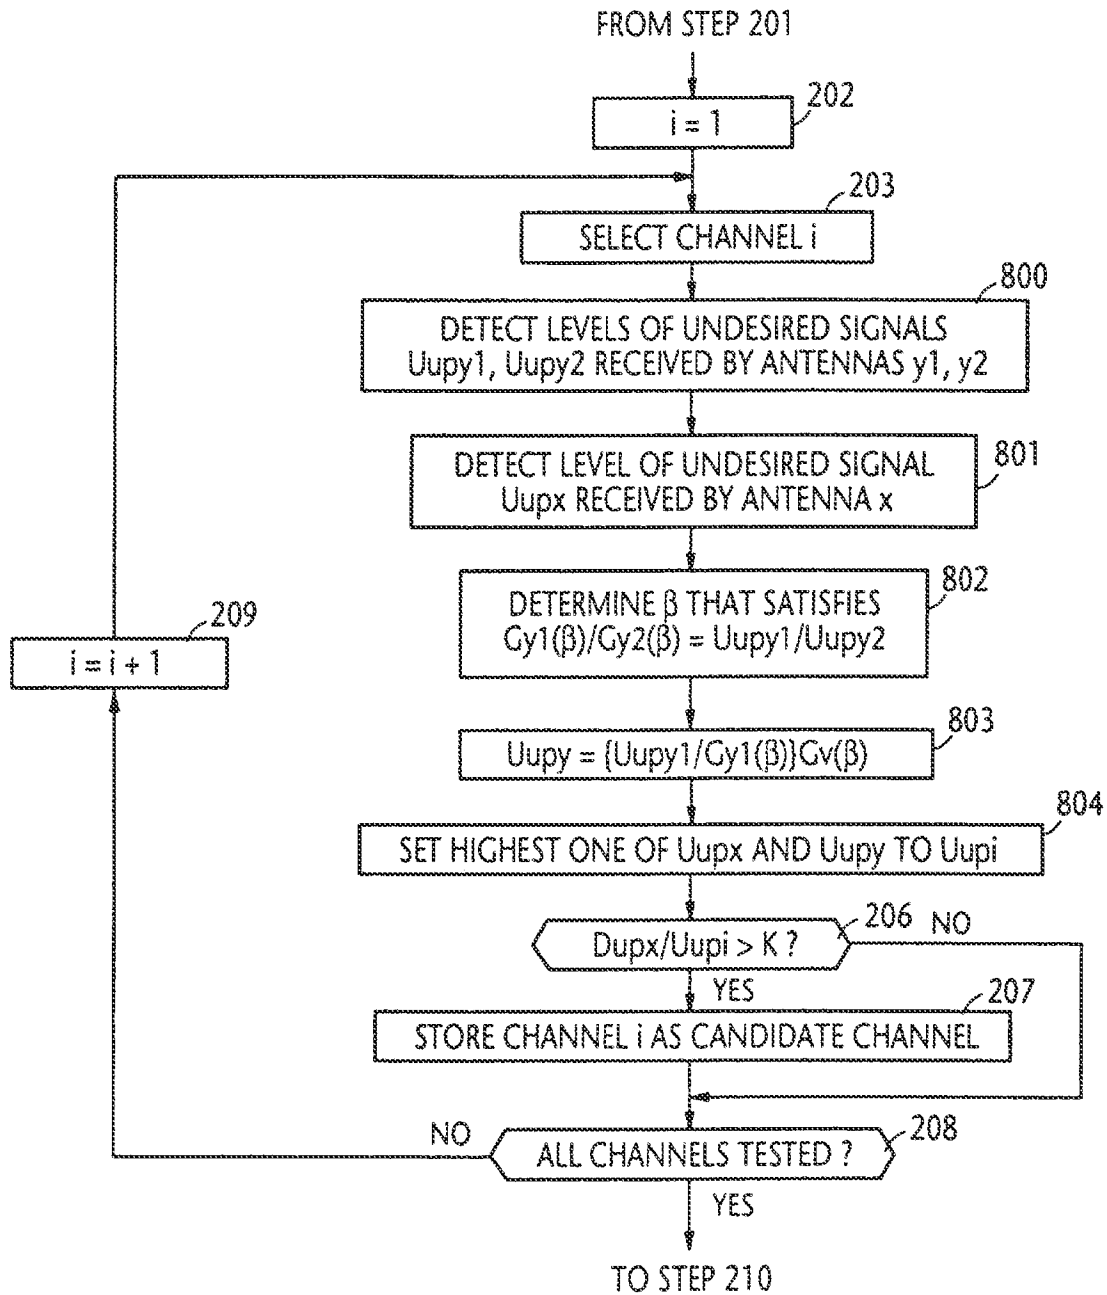 FROM STEP 201
202
i = 1
203
SELECT CHANNEL i
800
DETECT LEVELS OF UNDESIRED SIGNALS
Uupy1, Uupy2 RECEIVED BY ANTENNAS y1, y2
801
DETECT LEVEL OF UNDESIRED SIGNAL
Uupx RECEIVED BY ANTENNA x
802
DETERMINE β THAT SATISFIES
Gy1(β)/Gy2(β) = Uupy1/Uupy2
209
i = i + 1
803
Uupy = {Uupy1/Gy1(β)}Gv(β)
804
SET HIGHEST ONE OF Uupx AND Uupy TO Uupi
206
NO
Dupx/Uupi > K ?
YES
207
STORE CHANNEL i AS CANDIDATE CHANNEL
208
NO
ALL CHANNELS TESTED ?
YES
TO STEP 210